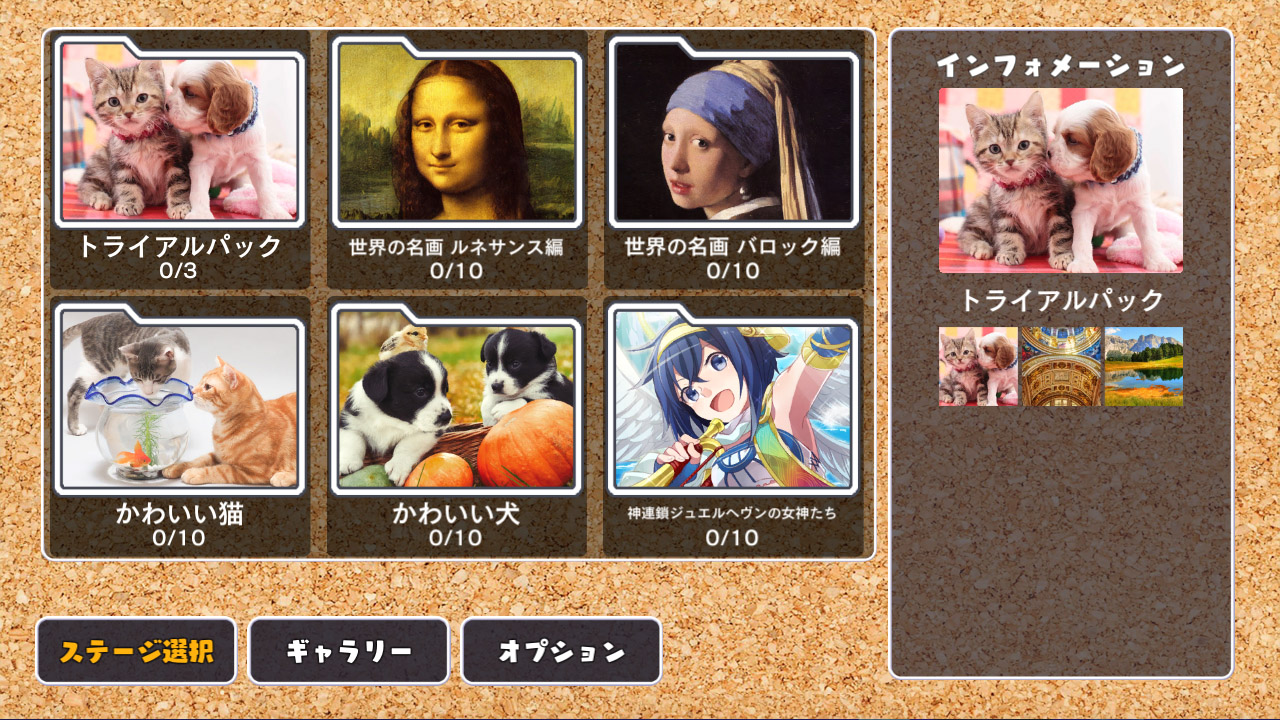 トライアルパック
0/3
世界の名画 ルネサンス編
0/10
世界の名画 バロック編
0/10
かわいい猫
0/10
かわいい犬
0/10
神連鎖ジュエルヘヴンの女神たち
0/10
インフォメーション
トライアルパック
ステージ選択
ギャラリー
オプション